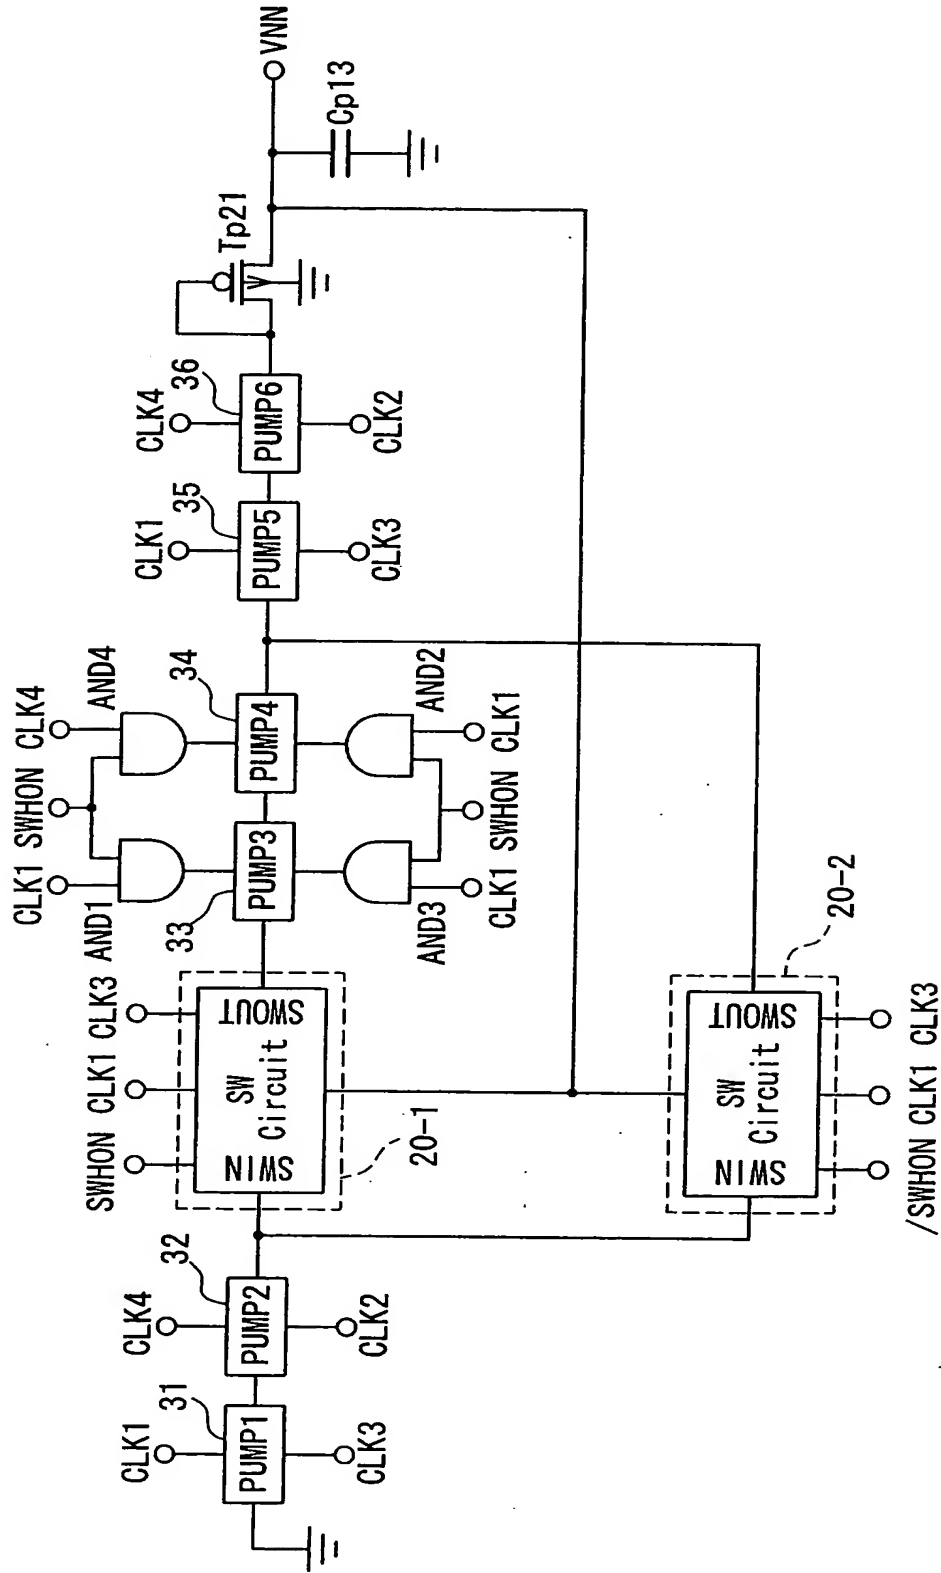 CLK1 SWHON CLK4
AND1
AND4
SWHON CLK1 CLK3
CLK1
CLK4
CLK1
CLK4
31
32
33
34
35
36
Tp21
VNN
PUMP1
PUMP2
SWIN
SW
Circuit
SWOUT
PUMP3
PUMP4
PUMP5
PUMP6
Cp13
CLK3
CLK2
20-1
AND3
AND2
CLK1 SWHON CLK1
CLK3
CLK2
20-2
SWIN
SW
Circuit
SWOUT
/SWHON CLK1 CLK3